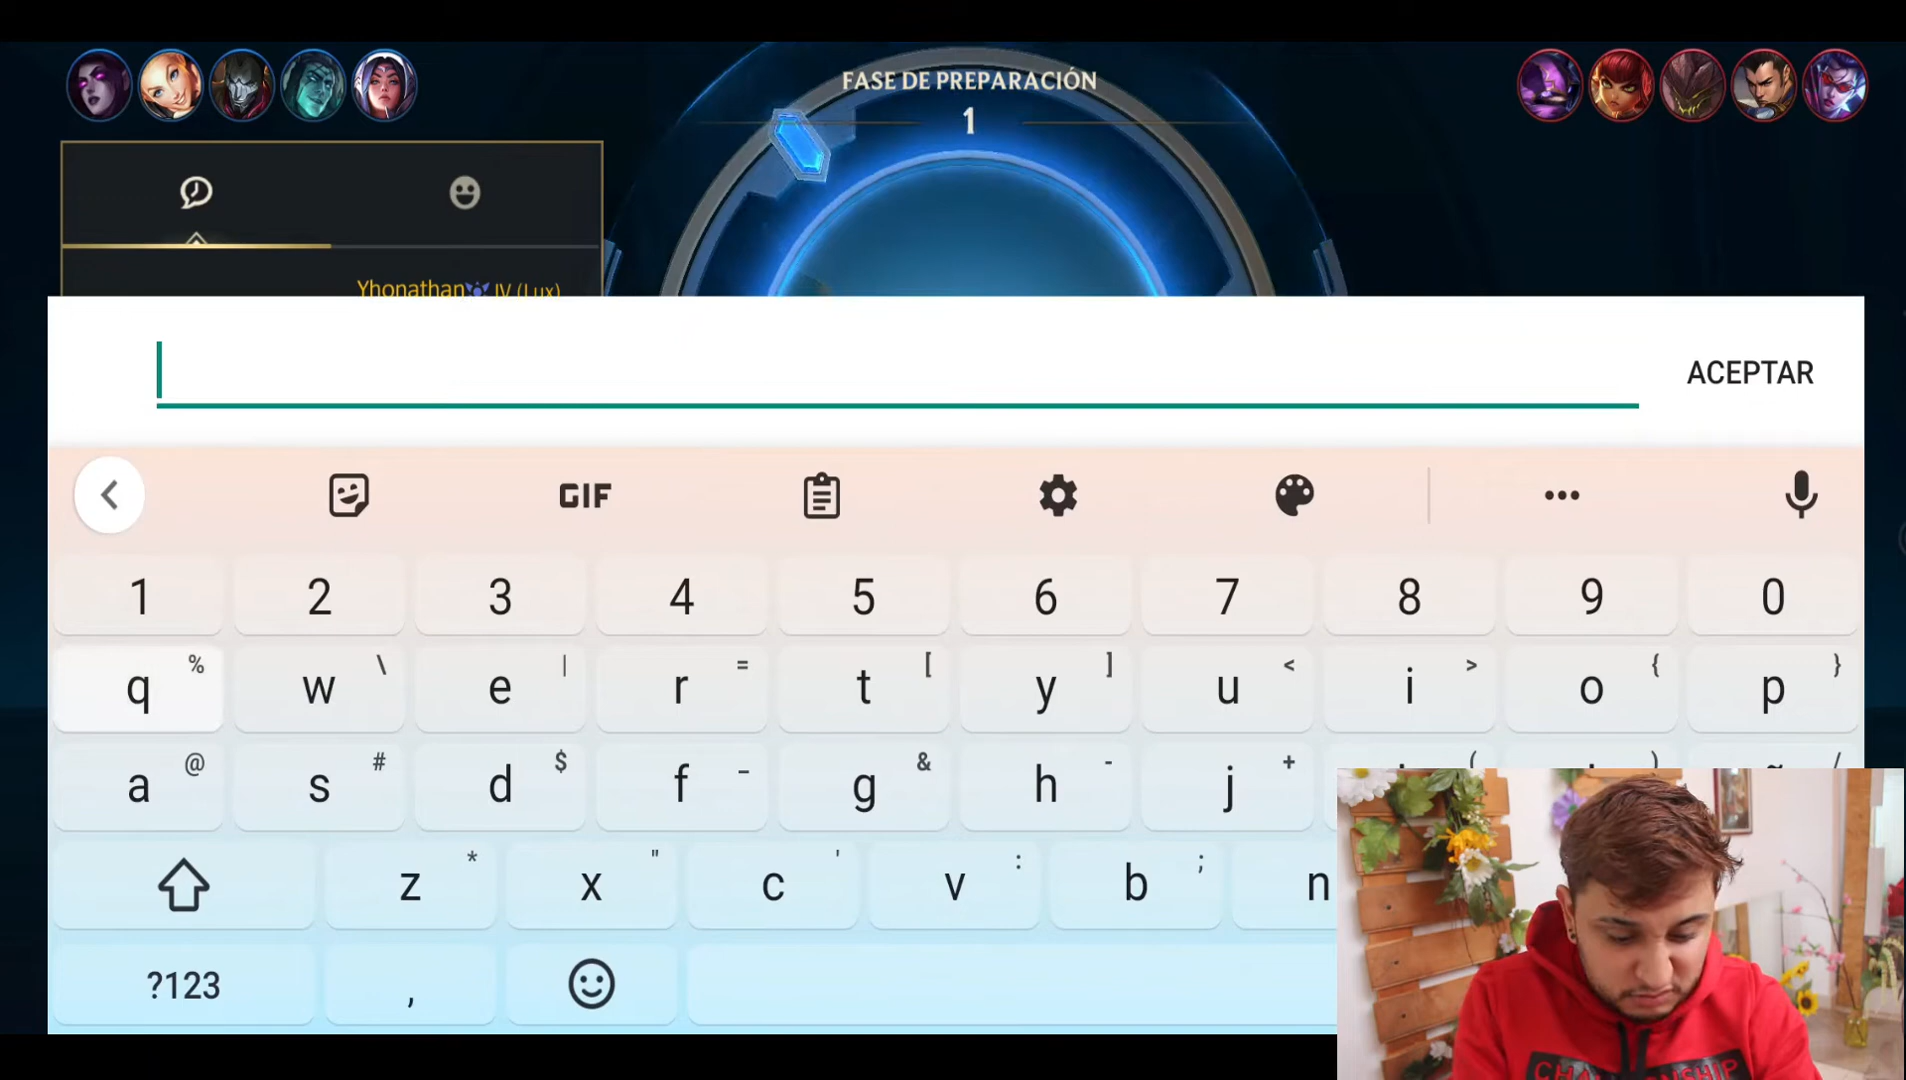 FASE DE PREPARACIÓN
1
Yhonathan IV (Lux)
ACEPTAR
GIF
1 2 3 4 5 6 7 8 9 0
q % w \ e | r = t [ y ] u < i > o { p }
a @ s # d $ f _ g & h - j + ( ) /
z * x " c ' v : b ; n
?123 ,
CHAMPIONSHIP